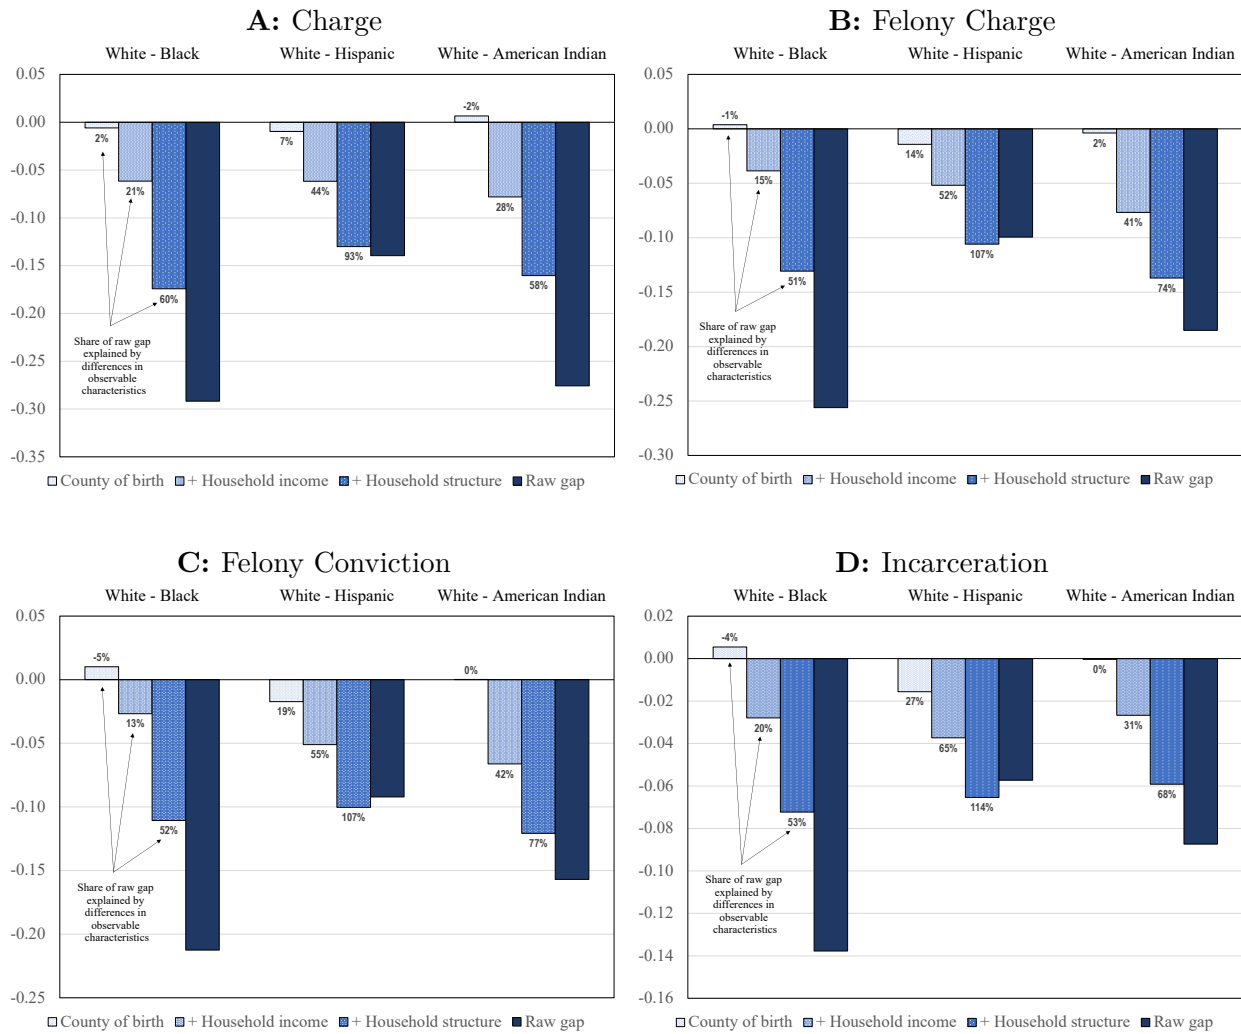 A: Charge
White - Black White - Hispanic White - American Indian
0.05
0.00
-0.05
-0.10
-0.15
-0.20
-0.25
-0.30
-0.35
2%
21%
60%
7%
44%
93%
-2%
28%
58%
Share of raw gap
explained by
differences in
observable
characteristics
County of birth + Household income + Household structure Raw gap
B: Felony Charge
White - Black White - Hispanic White - American Indian
0.05
0.00
-0.05
-0.10
-0.15
-0.20
-0.25
-0.30
-1%
15%
51%
14%
52%
107%
2%
41%
74%
Share of raw gap
explained by
differences in
observable
characteristics
County of birth + Household income + Household structure Raw gap
C: Felony Conviction
White - Black White - Hispanic White - American Indian
0.05
0.00
-0.05
-0.10
-0.15
-0.20
-0.25
-5%
13%
52%
19%
55%
107%
0%
42%
77%
Share of raw gap
explained by
differences in
observable
characteristics
County of birth + Household income + Household structure Raw gap
D: Incarceration
White - Black White - Hispanic White - American Indian
0.02
0.00
-0.02
-0.04
-0.06
-0.08
-0.10
-0.12
-0.14
-0.16
-4%
20%
53%
27%
65%
114%
0%
31%
68%
Share of raw gap
explained by
differences in
observable
characteristics
County of birth + Household income + Household structure Raw gap